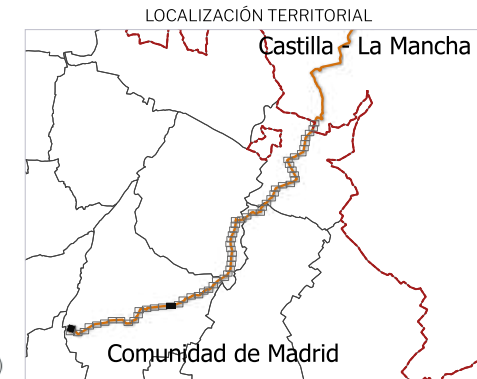 LOCALIZACIÓN TERRITORIAL
Castilla - La Mancha
Comunidad de Madrid